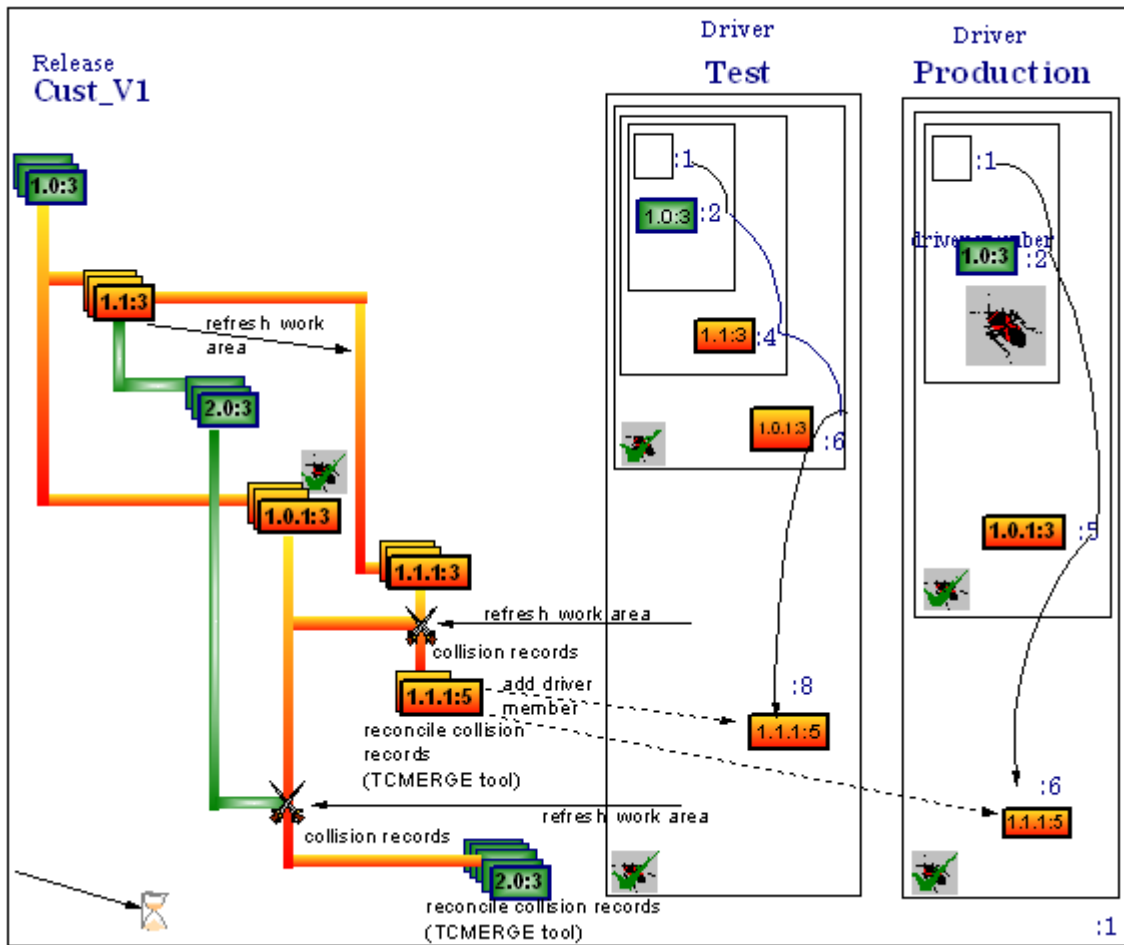 Release
Cust_V1
Driver
Test
Driver
Production
1.0:3
1.1:3
refresh work
area
2.0:3
1.0.1:3
1.1.1:3
refresh work area
collision records
1.1.1:5
add driver
member
reconcile collision
records
(TCMERGE tool)
refresh work area
collision records
2.0:3
reconcile collision records
(TCMERGE tool)
:1
1.0:3
:2
1.1:3
:4
1.0.1:3
:6
:8
1.1.1:5
:1
driver member
1.0:3
:2
1.0.1:3
:5
:6
1.1.1:5
:1